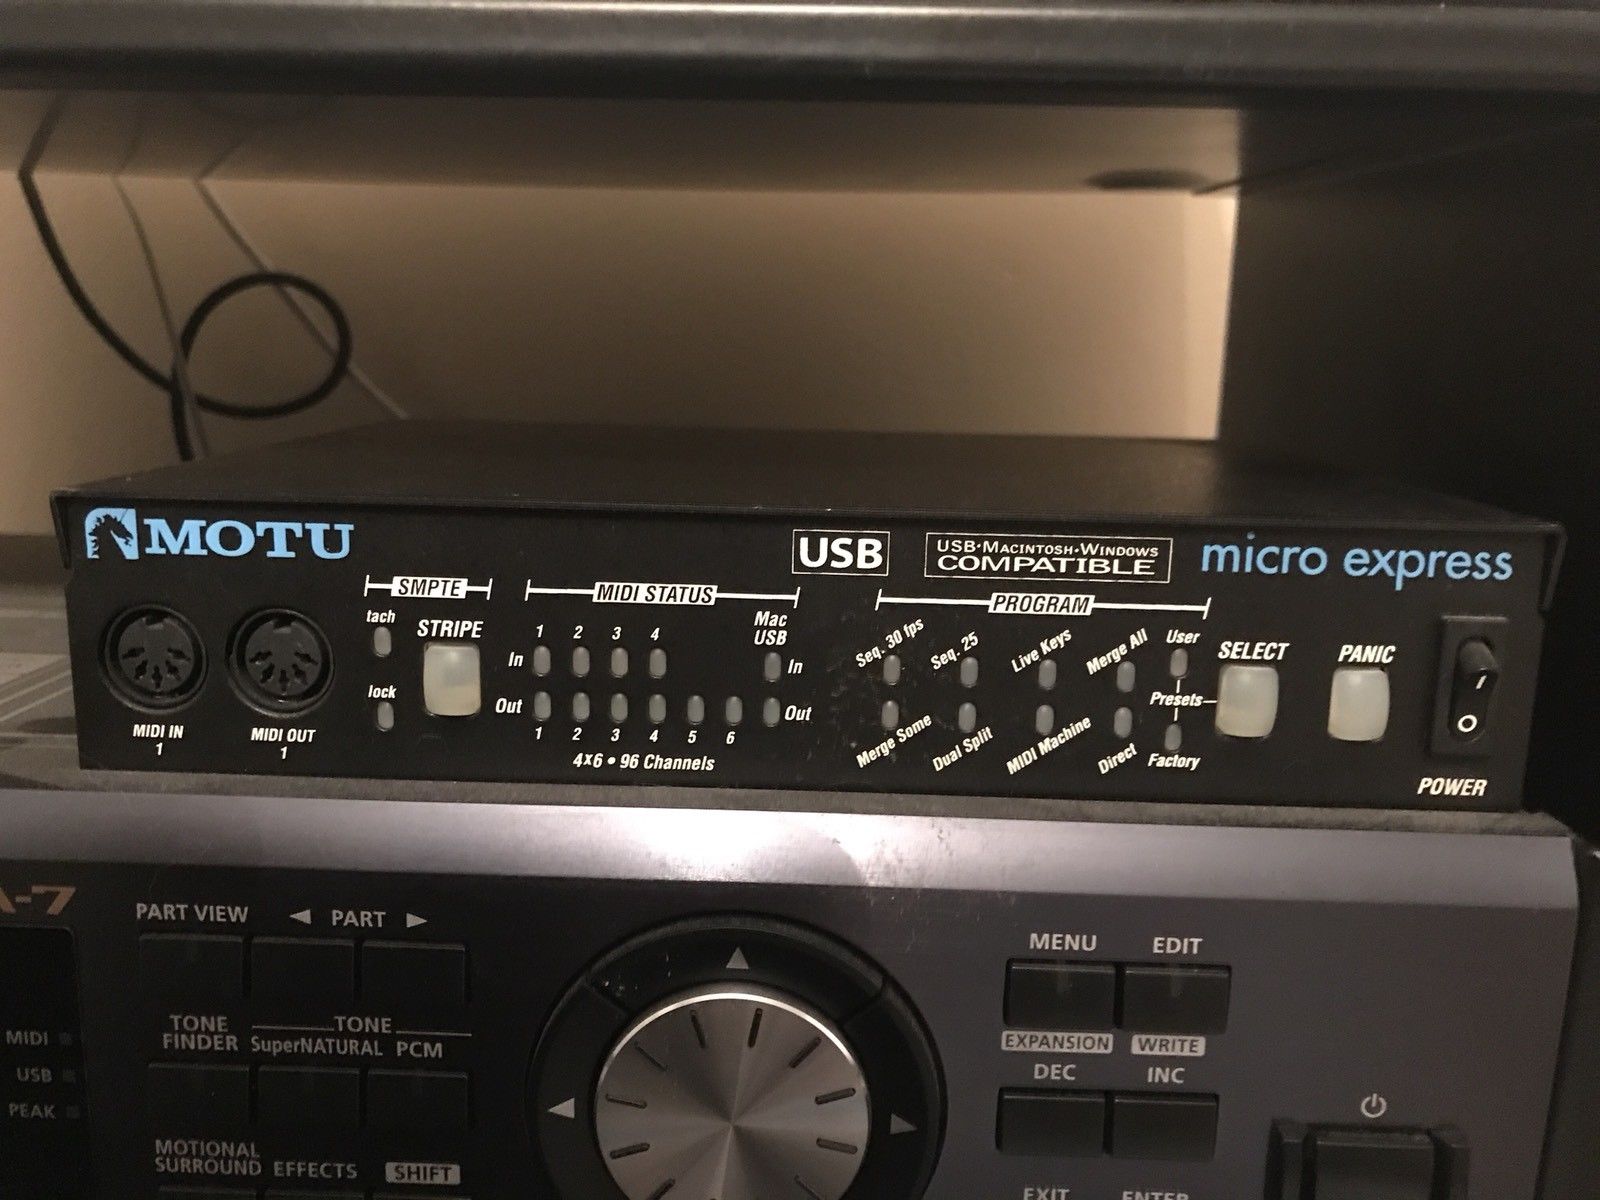 MOTU
USB
USB·MACINTOSH·WINDOWS
COMPATIBLE
micro express
SMPTE
tach
STRIPE
lock
MIDI STATUS
1 2 3 4
Mac
USB
In
In
Out
Out
1 2 3 4 5 6
4x6 • 96 Channels
PROGRAM
Seq. 30 fps
Seq. 25
Live Keys
Merge All
User
Presets
Merge Some
Dual Split
MIDI Machine
Direct
Factory
SELECT
PANIC
POWER
MIDI IN
1
MIDI OUT
1
A-7
PART VIEW
PART
MENU
EDIT
MIDI
USB
PEAK
TONE
FINDER
TONE
SuperNATURAL PCM
EXPANSION
WRITE
DEC
INC
MOTIONAL
SURROUND
EFFECTS
SHIFT
EXIT
ENTER